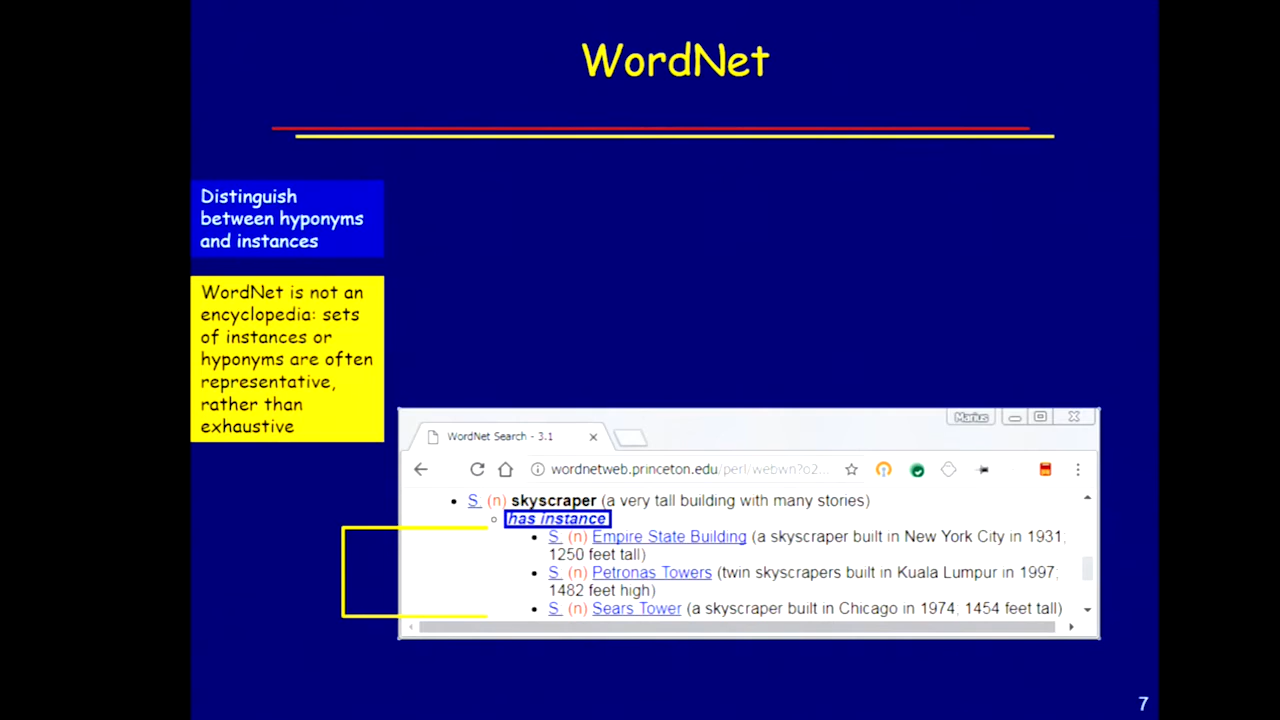 WordNet
Distinguish
between hyponyms
and instances
WordNet is not an
encyclopedia: sets
of instances or
hyponyms are often
representative,
rather than
exhaustive
Marius
WordNet Search - 3.1
wordnetweb.princeton.edu/perl/webwn?o2...
S (n) skyscraper (a very tall building with many stories)
has instance
S (n) Empire State Building (a skyscraper built in New York City in 1931;
1250 feet tall)
S (n) Petronas Towers (twin skyscrapers built in Kuala Lumpur in 1997;
1482 feet high)
S (n) Sears Tower (a skyscraper built in Chicago in 1974; 1454 feet tall)
7